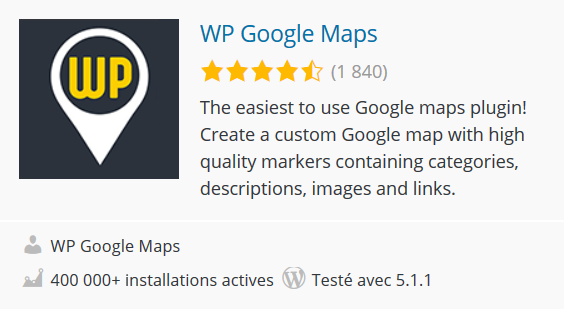 WP
WP Google Maps
(1 840)
The easiest to use Google maps plugin!
Create a custom Google map with high
quality markers containing categories,
descriptions, images and links.
WP Google Maps
400 000+ installations actives
Testé avec 5.1.1